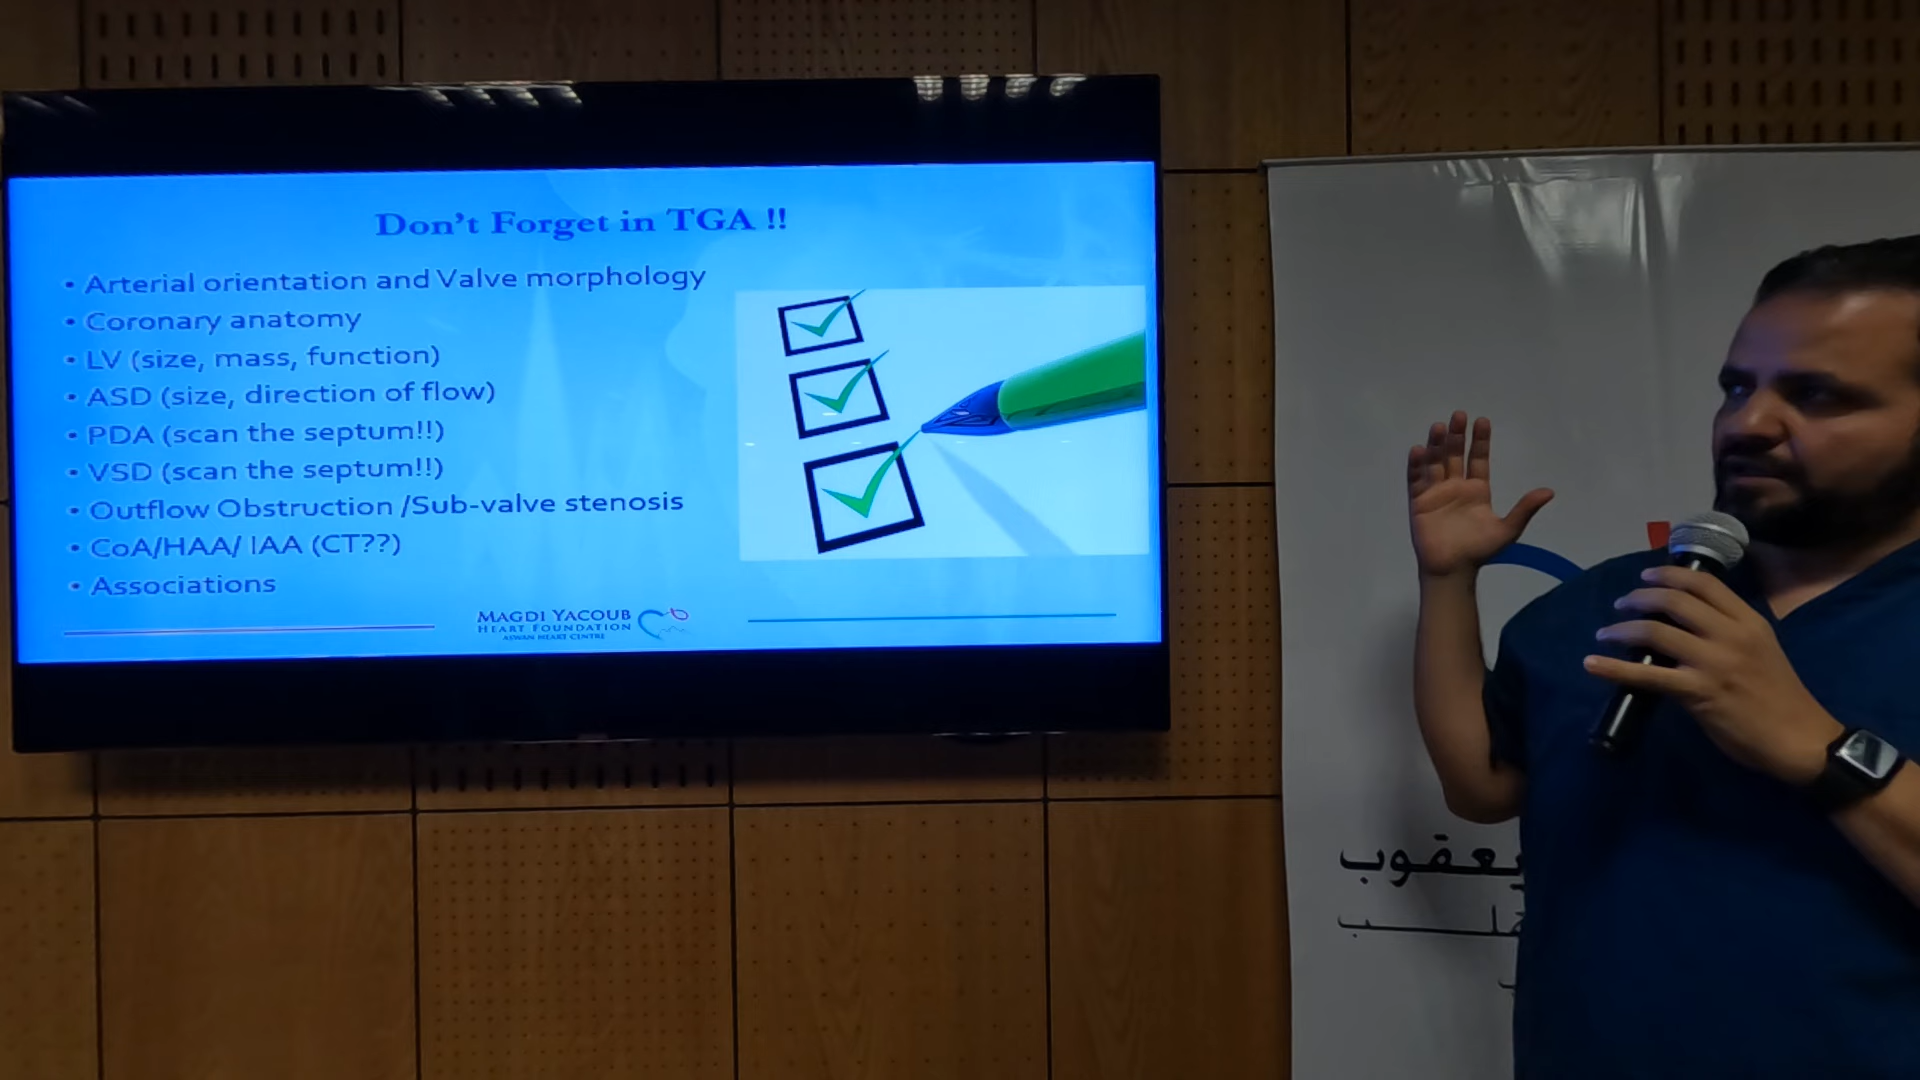 Don't Forget in TGA !!
• Arterial orientation and Valve morphology
• Coronary anatomy
• LV (size, mass, function)
• ASD (size, direction of flow)
• PDA (scan the septum!!)
• VSD (scan the septum!!)
• Outflow Obstruction /Sub-valve stenosis
• CoA/HAA/ IAA (CT??)
• Associations
MAGDI YACOUB
HEART FOUNDATION
ASWAN HEART CENTRE
يعقوب